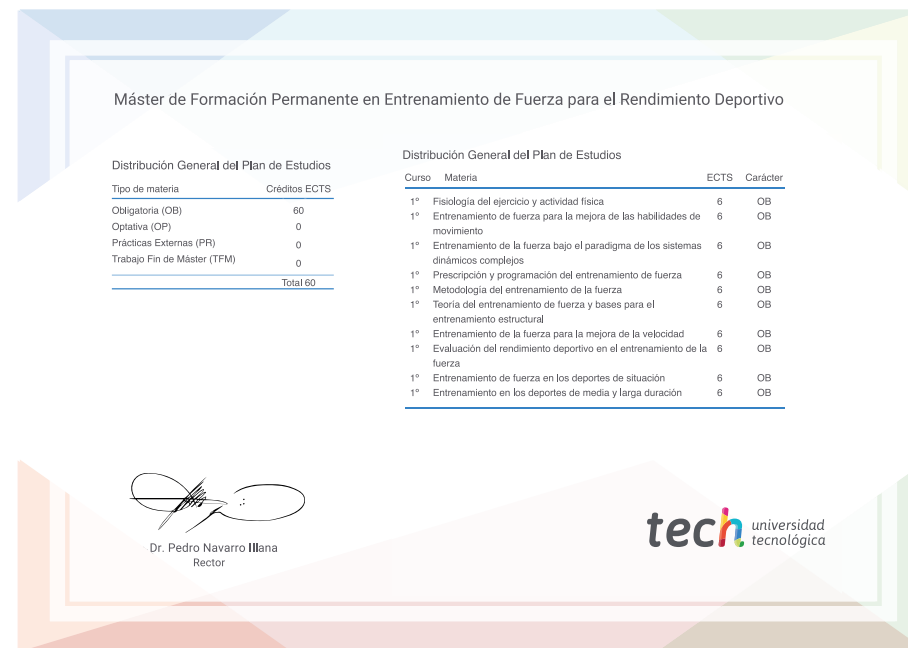 Máster de Formación Permanente en Entrenamiento de Fuerza para el Rendimiento Deportivo
Distribución General del Plan de Estudios
Tipo de materia Créditos ECTS
Obligatoria (OB) 60
Optativa (OP) 0
Prácticas Externas (PR) 0
Trabajo Fin de Máster (TFM) 0
Total 60
Distribución General del Plan de Estudios
Curso Materia ECTS Carácter
1º Fisiología del ejercicio y actividad física 6 OB
1º Entrenamiento de fuerza para la mejora de las habilidades de 6 OB
movimiento
1º Entrenamiento de la fuerza bajo el paradigma de los sistemas 6 OB
dinámicos complejos
1º Prescripción y programación del entrenamiento de fuerza 6 OB
1º Metodología del entrenamiento de la fuerza 6 OB
1º Teoría del entrenamiento de fuerza y bases para el 6 OB
entrenamiento estructural
1º Entrenamiento de la fuerza para la mejora de la velocidad 6 OB
1º Evaluación del rendimiento deportivo en el entrenamiento de la 6 OB
fuerza
1º Entrenamiento de fuerza en los deportes de situación 6 OB
1º Entrenamiento en los deportes de media y larga duración 6 OB
Dr. Pedro Navarro Illana
Rector
tech universidad
tecnológica